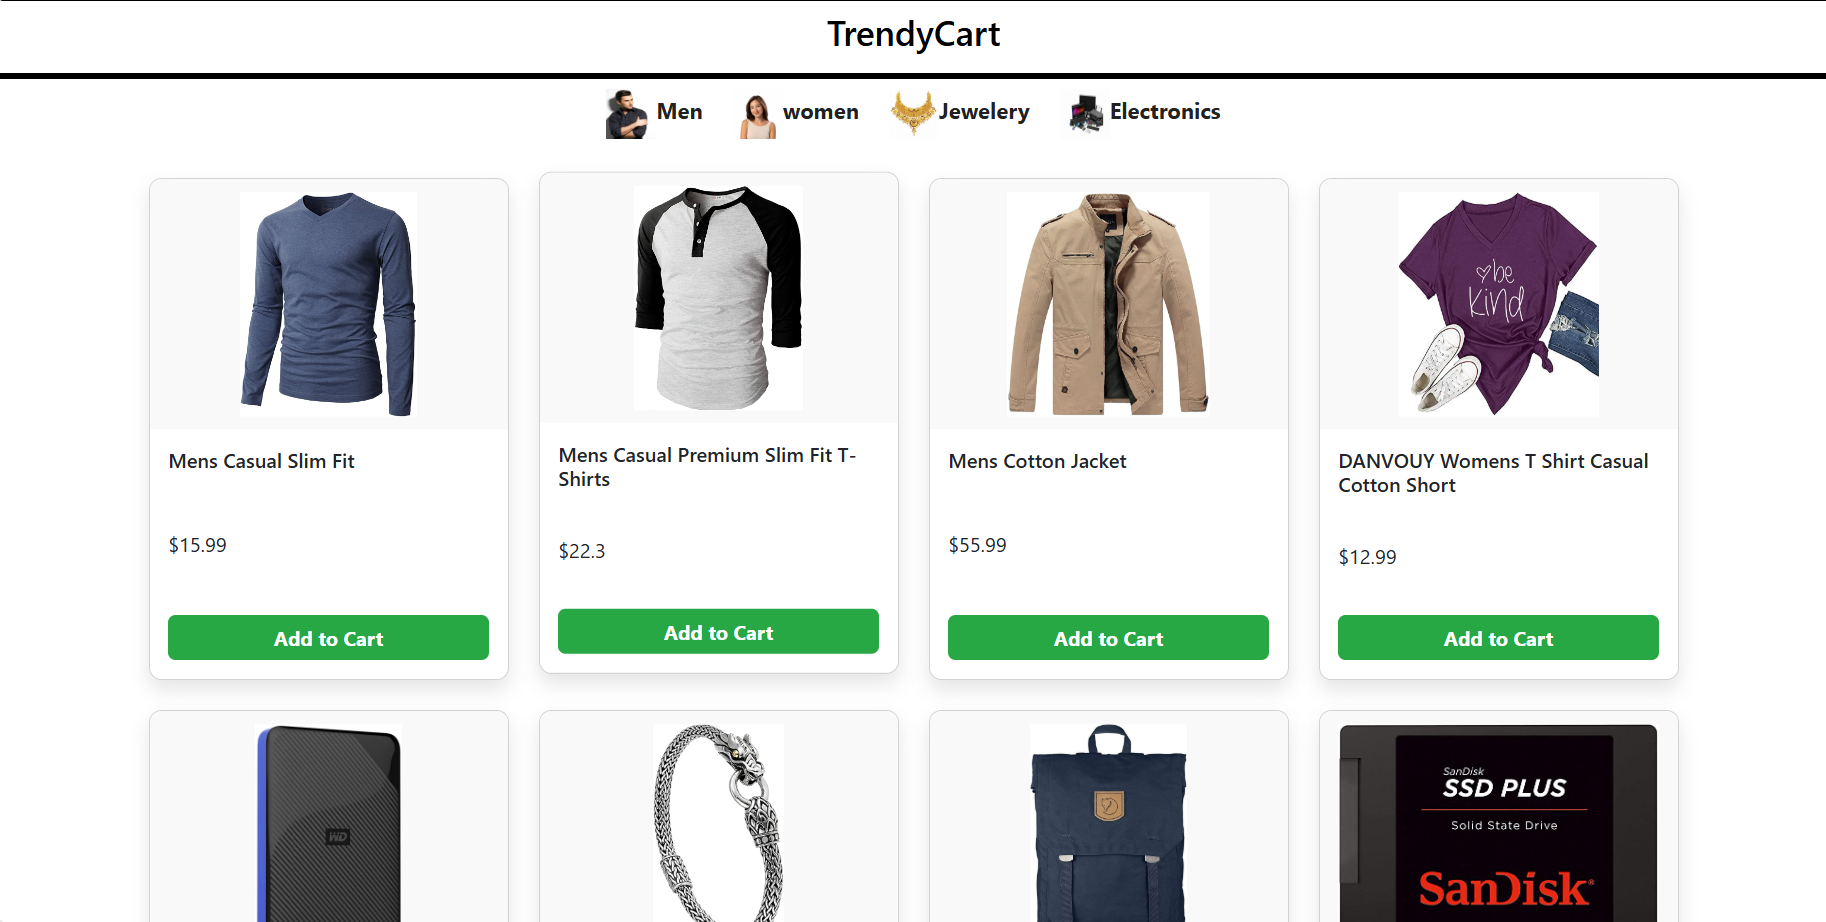 TrendyCart
Men
women
Jewelery
Electronics
be
kind
Mens Casual Slim Fit
$15.99
Add to Cart
Mens Casual Premium Slim Fit T-
Shirts
$22.3
Add to Cart
Mens Cotton Jacket
$55.99
Add to Cart
DANVOUY Womens T Shirt Casual
Cotton Short
$12.99
Add to Cart
WD
SanDisk
SSD PLUS
Solid State Drive
SanDisk®